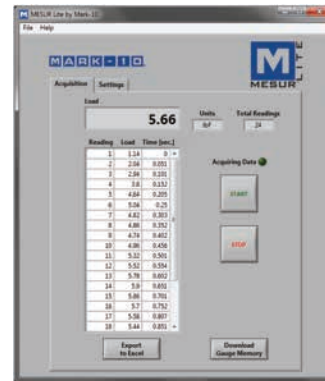 MESUR Lite by Mark-10
File Help
MARK-10
M
LITE
MESUR
Acquisition Settings
Load
5.66
Units
lbF
Total Readings
24
Reading Load Time [sec.]
1 1.14 0
2 2.04 0.051
3 2.94 0.101
4 3.8 0.152
5 4.64 0.205
6 5.04 0.25
7 4.82 0.303
8 4.86 0.352
9 4.74 0.402
10 4.96 0.456
11 5.32 0.501
12 5.52 0.554
13 5.78 0.602
14 5.9 0.651
15 5.86 0.701
16 5.7 0.752
17 5.58 0.807
18 5.44 0.851
Acquiring Data
START
STOP
Export
to Excel
Download
Gauge Memory